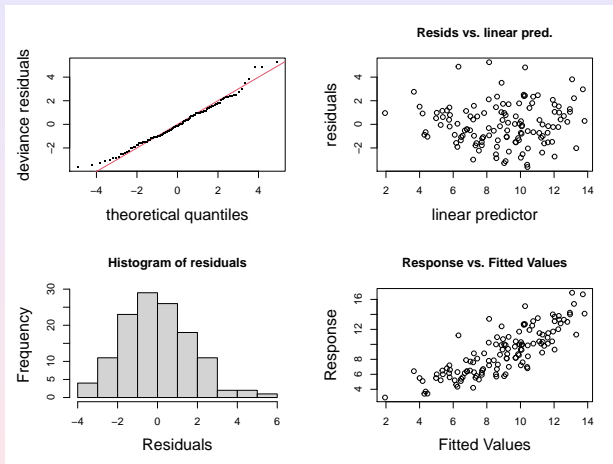 deviance residuals
−2 0 2 4
−4 −2 0 2 4
theoretical quantiles
Resids vs. linear pred.
residuals
−2 0 2 4
2 4 6 8 10 12 14
linear predictor
Histogram of residuals
Frequency
0 5 10 20 30
−4 −2 0 2 4 6
Residuals
Response vs. Fitted Values
Response
4 6 8 12 16
2 4 6 8 10 12 14
Fitted Values